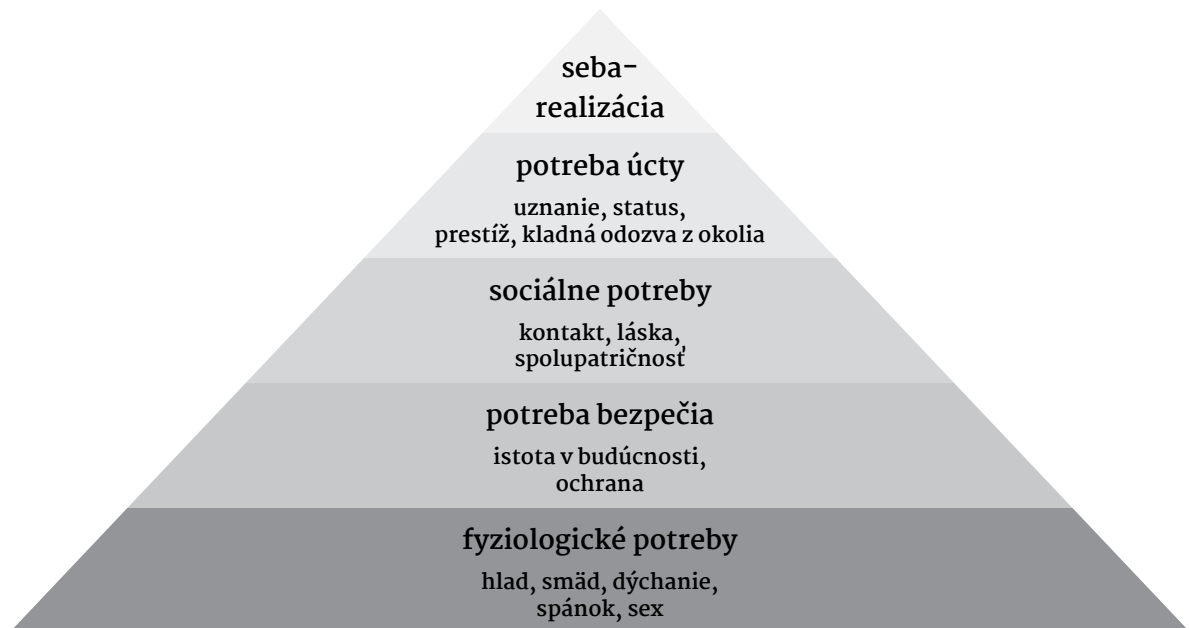 seba-
realizácia
potreba úcty
uznanie, status,
prestíž, kladná odozva z okolia
sociálne potreby
kontakt, láska,
spolupatričnosť
potreba bezpečia
istota v budúcnosti,
ochrana
fyziologické potreby
hlad, smäd, dýchanie,
spánok, sex